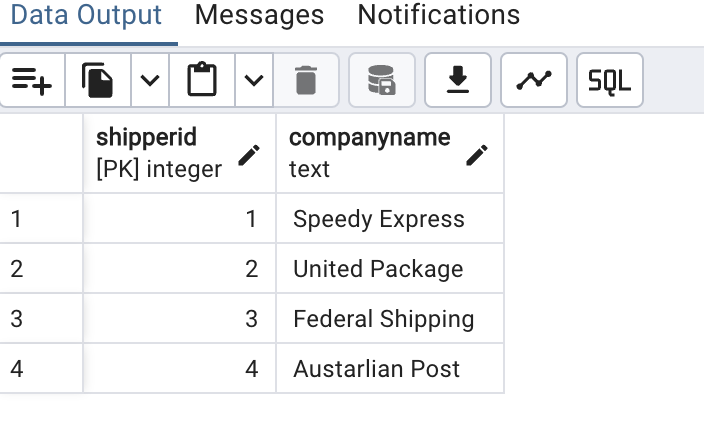 Data Output Messages Notifications
SQL
shipperid companyname
[PK] integer text
1 1 Speedy Express
2 2 United Package
3 3 Federal Shipping
4 4 Austarlian Post